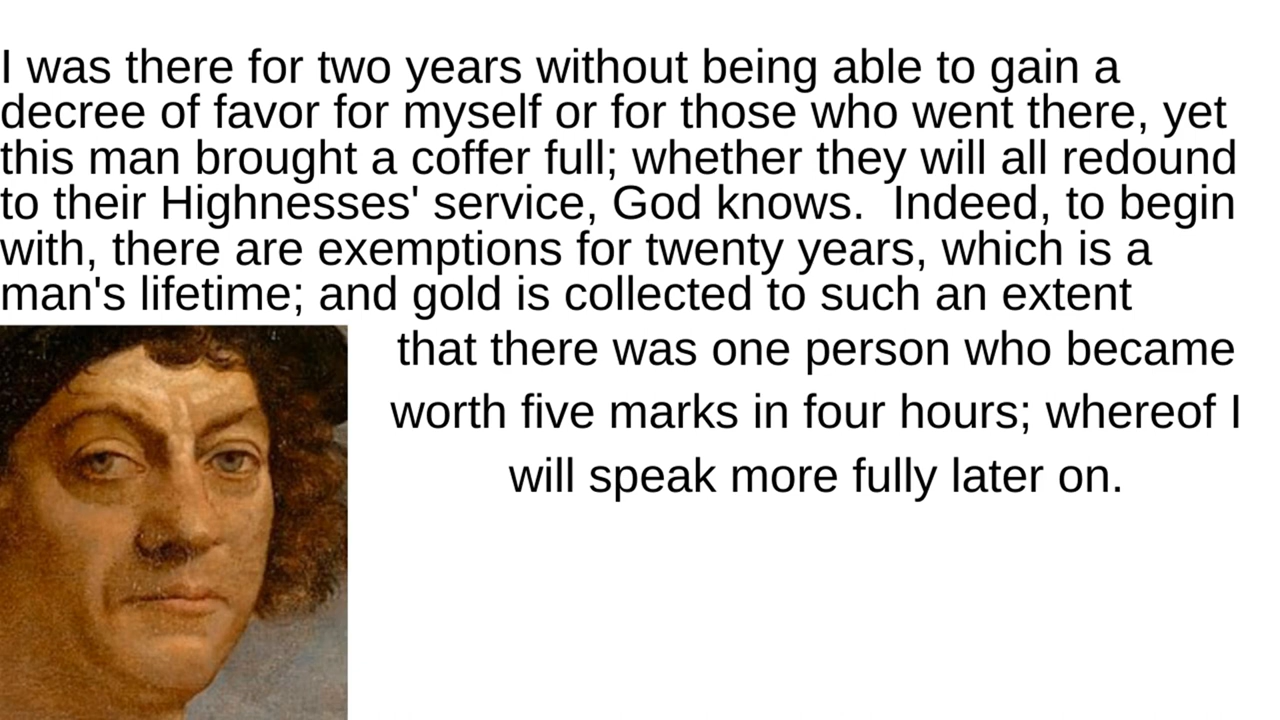 I was there for two years without being able to gain a
decree of favor for myself or for those who went there, yet
this man brought a coffer full; whether they will all redound
to their Highnesses' service, God knows.  Indeed, to begin
with, there are exemptions for twenty years, which is a
man's lifetime; and gold is collected to such an extent
that there was one person who became
worth five marks in four hours; whereof I
will speak more fully later on.